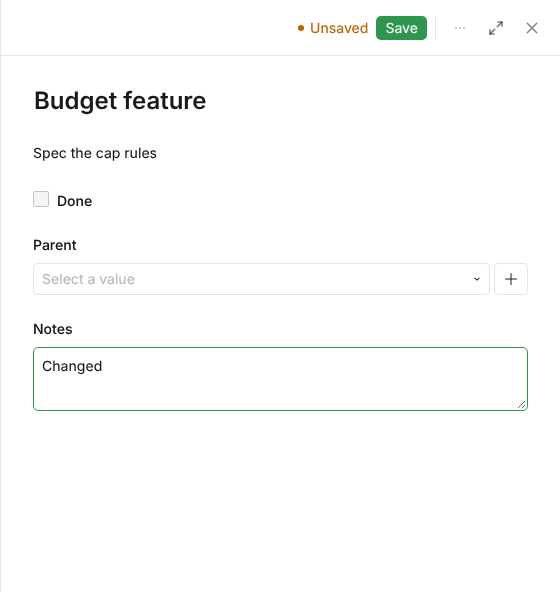 Unsaved Save
Budget feature
Spec the cap rules
Done
Parent
Select a value
Notes
Changed